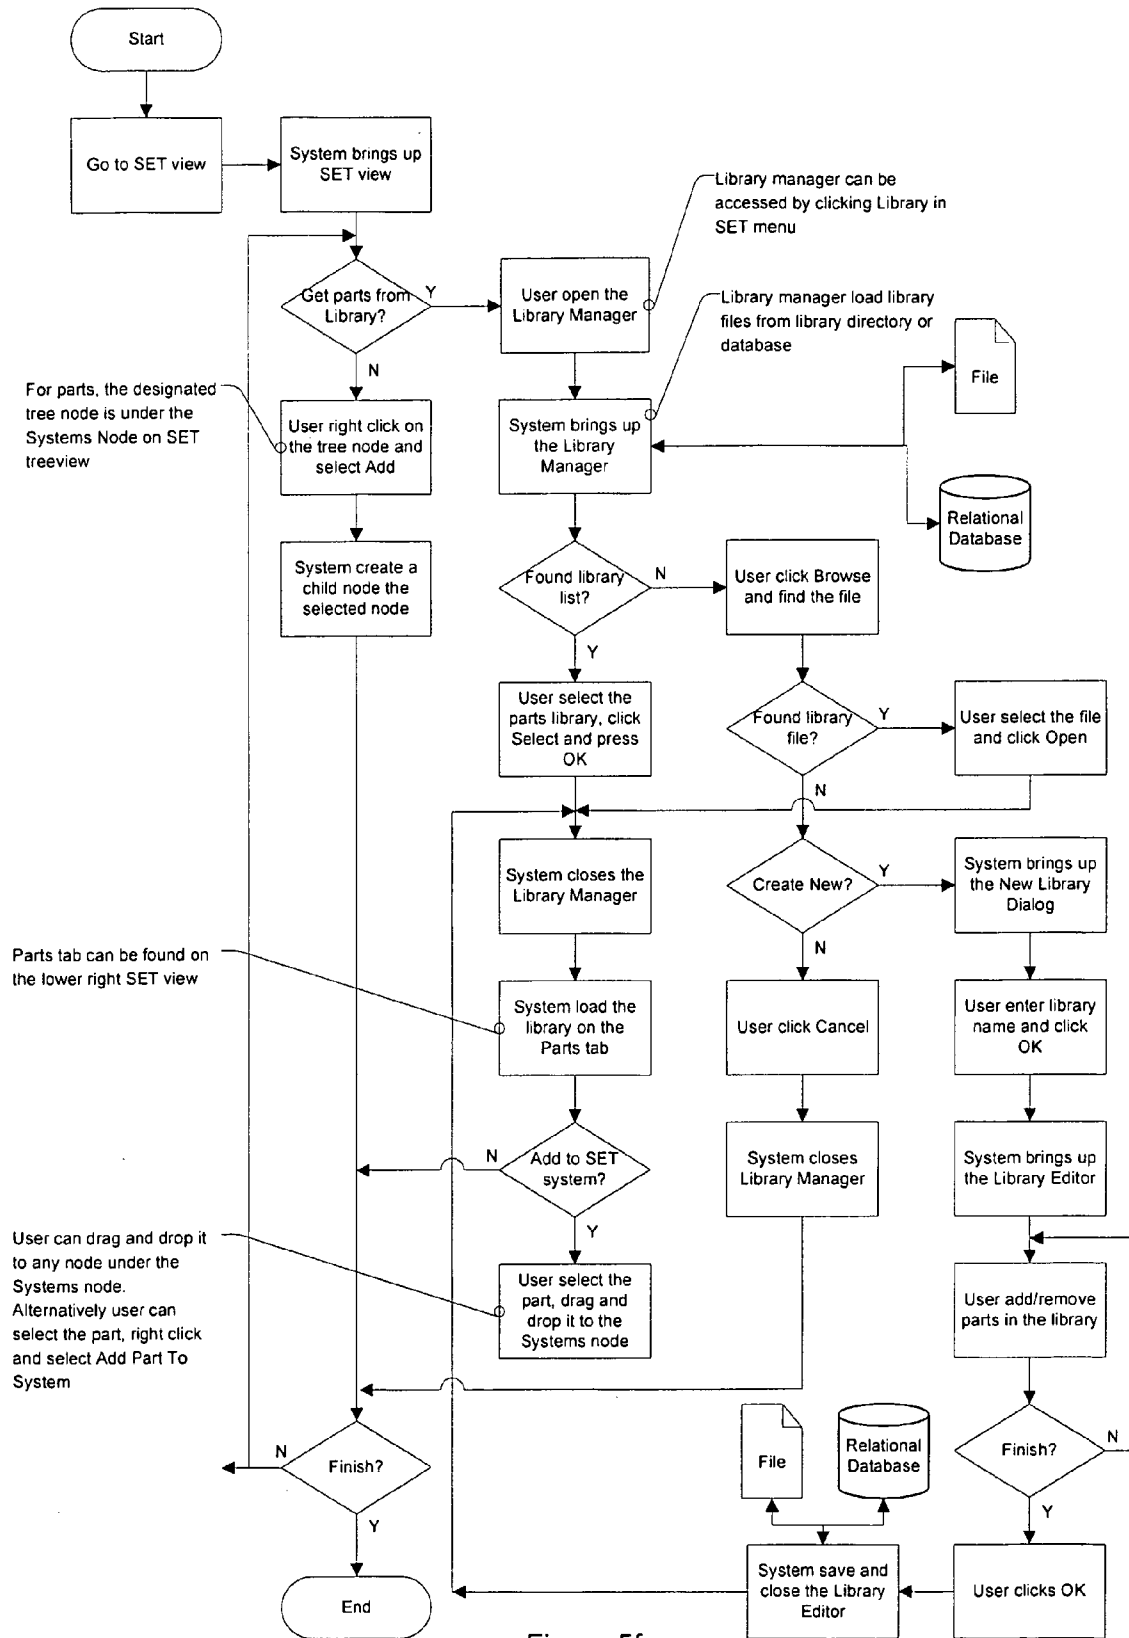 Start
Go to SET view
System brings up
SET view
Library manager can be
accessed by clicking Library in
SET menu
Get parts from
Library?
Y
N
User open the
Library Manager
Library manager load library
files from library directory or
database
File
For parts, the designated
tree node is under the
Systems Node on SET
treeview
User right click on
the tree node and
select Add
System brings up
the Library
Manager
Relational
Database
System create a
child node the
selected node
Found library
list?
N
Y
User click Browse
and find the file
User select the
parts library, click
Select and press
OK
Found library
file?
Y
N
User select the file
and click Open
System closes the
Library Manager
Create New?
Y
N
System brings up
the New Library
Dialog
Parts tab can be found on
the lower right SET view
System load the
library on the
Parts tab
User click Cancel
User enter library
name and click
OK
Add to SET
system?
N
Y
System closes
Library Manager
System brings up
the Library Editor
User can drag and drop it
to any node under the
Systems node.
Alternatively user can
select the part, right click
and select Add Part To
System
User select the
part, drag and
drop it to the
Systems node
User add/remove
parts in the library
Finish?
N
Y
File
Relational
Database
Finish?
N
Y
End
System save and
close the Library
Editor
User clicks OK